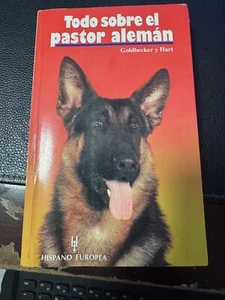 Todo sobre el
pastor alemán
Goldbecker y Hart
HISPANO EUROPEA